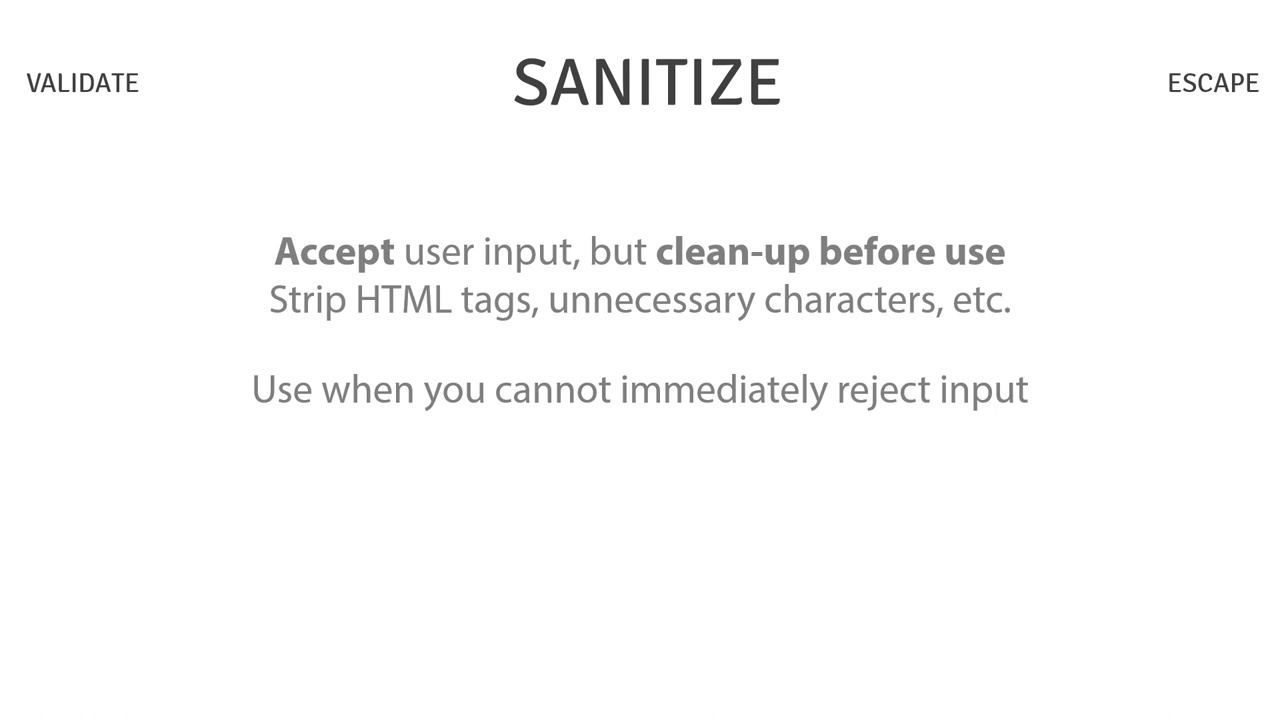 VALIDATE
SANITIZE
ESCAPE
Accept user input, but clean-up before use
Strip HTML tags, unnecessary characters, etc.
Use when you cannot immediately reject input